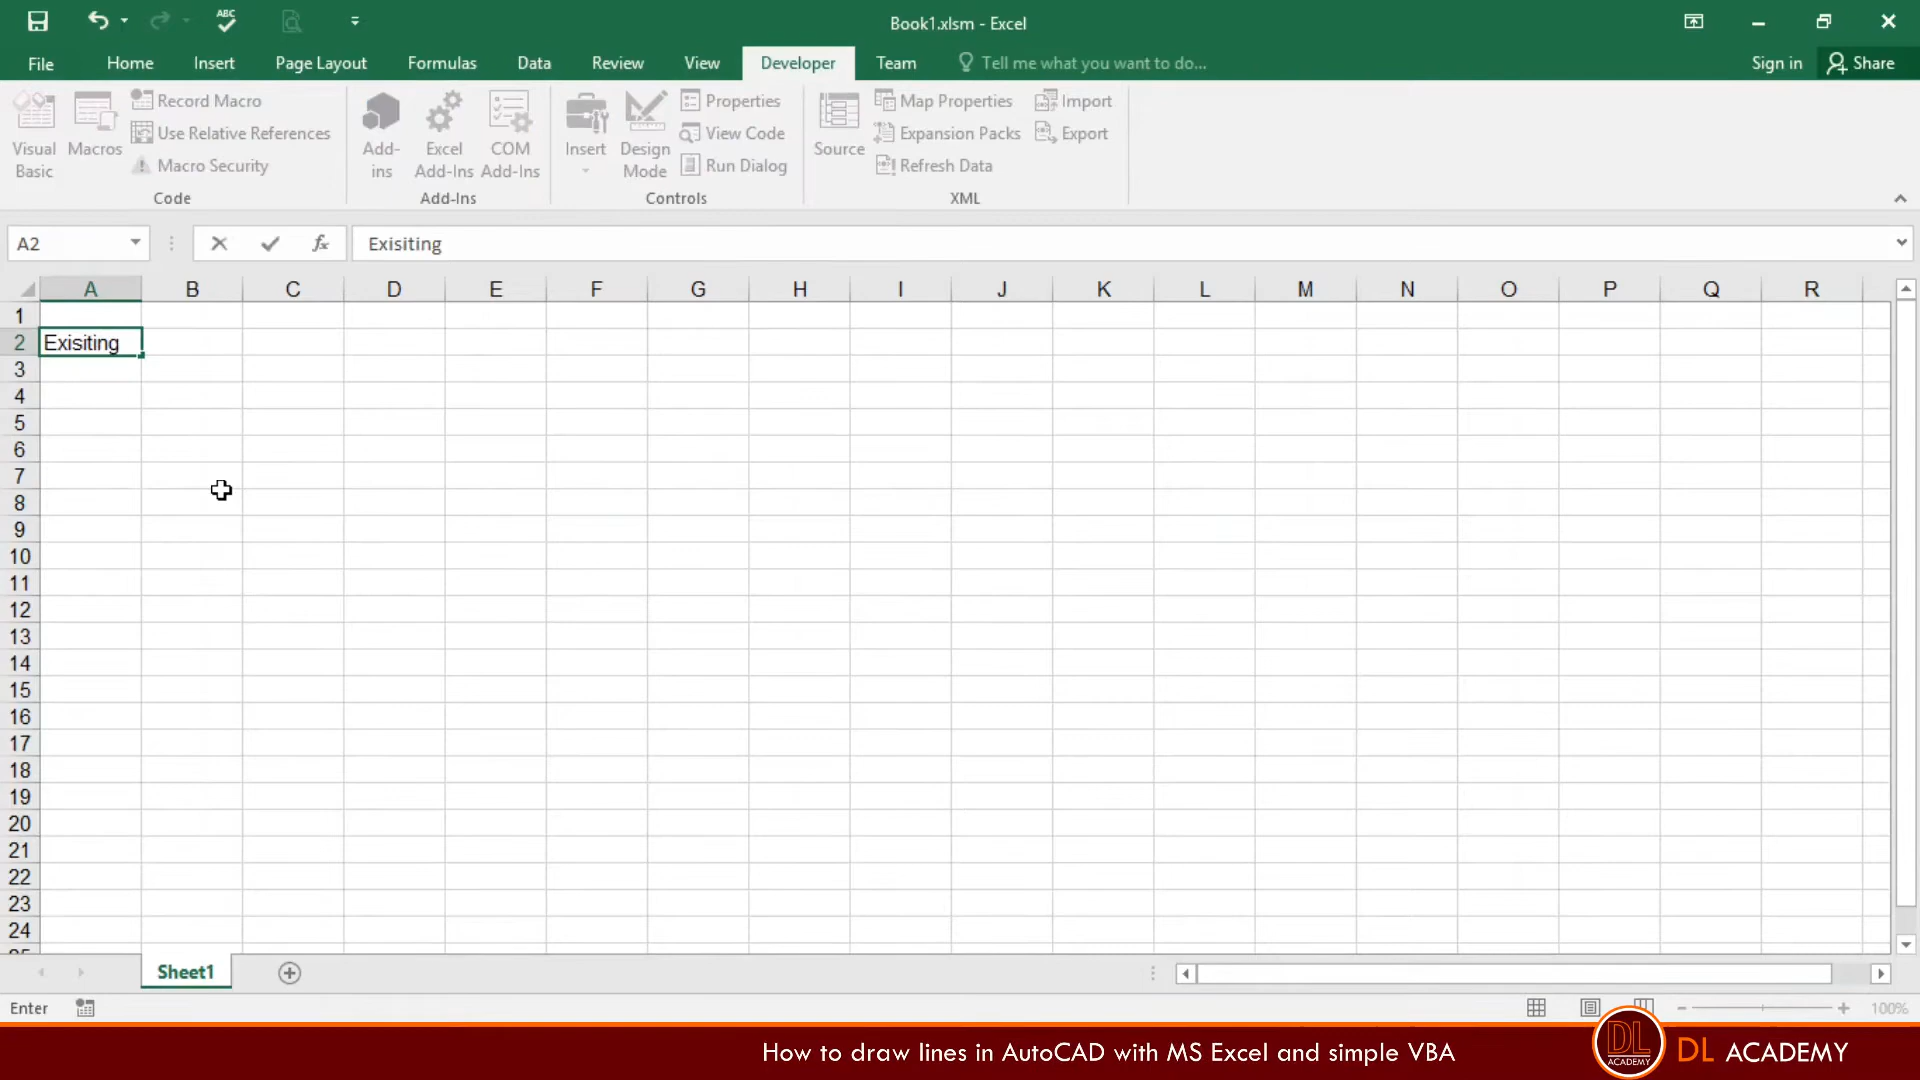 ABC
Book1.xlsm - Excel
File Home Insert Page Layout Formulas Data Review View Developer Team Tell me what you want to do... Sign in Share
Visual Basic
Macros
Record Macro
Use Relative References
Macro Security
Code
Add-ins
Excel Add-Ins
COM Add-Ins
Add-Ins
Insert
Design Mode
Properties
View Code
Run Dialog
Controls
Source
Map Properties
Expansion Packs
Refresh Data
Import
Export
XML
A2 fx Exisiting
A B C D E F G H I J K L M N O P Q R
1
2 Exisiting
3
4
5
6
7
8
9
10
11
12
13
14
15
16
17
18
19
20
21
22
23
24
25
Sheet1
Enter 100%
How to draw lines in AutoCAD with MS Excel and simple VBA
DL ACADEMY
DL ACADEMY